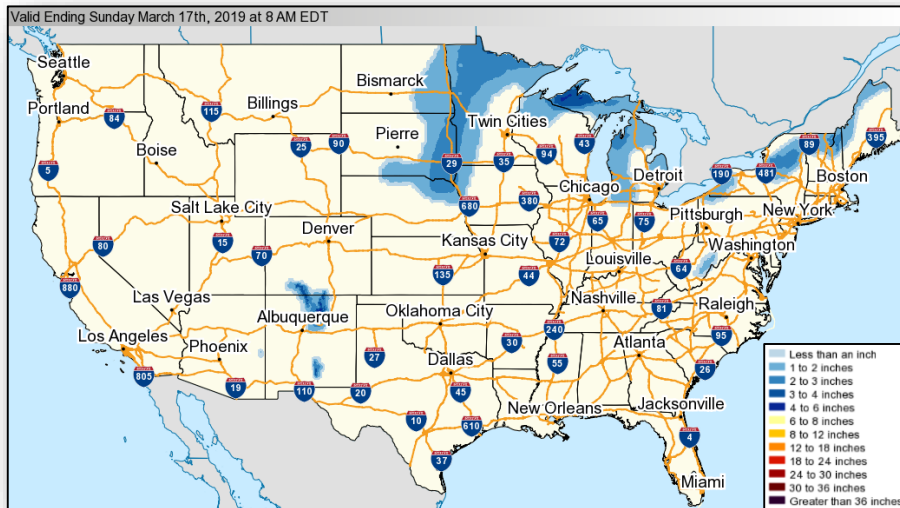 Valid Ending Sunday March 17th, 2019 at 8 AM EDT
Seattle
Bismarck
Portland
84
115
Billings
Twin Cities
43
89
395
Pierre
25
90
Boise
5
29
35
94
190
481
Boston
Detroit
Chicago
680
380
Salt Lake City
65
75
Pittsburgh
New York
Denver
80
15
70
Kansas City
72
Washington
Louisville
64
880
135
44
Las Vegas
Nashville
81
Raleigh
Albuquerque
Oklahoma City
Los Angeles
Phoenix
240
95
30
Atlanta
27
Dallas
55
805
19
110
20
45
26
Less than an inch
1 to 2 inches
2 to 3 inches
3 to 4 inches
4 to 6 inches
6 to 8 inches
8 to 12 inches
12 to 18 inches
18 to 24 inches
24 to 30 inches
30 to 36 inches
Greater than 36 inches
New Orleans
Jacksonville
10
610
4
37
Miami